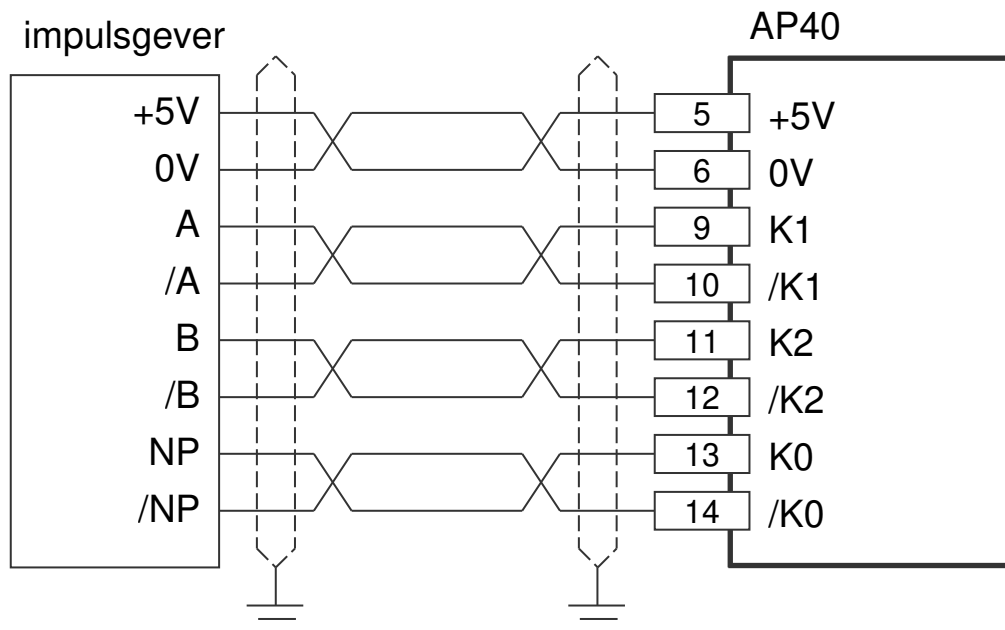 impulsgever
AP40
+5V 5 +5V
0V 6 0V
A 9 K1
/A 10 /K1
B 11 K2
/B 12 /K2
NP 13 K0
/NP 14 /K0